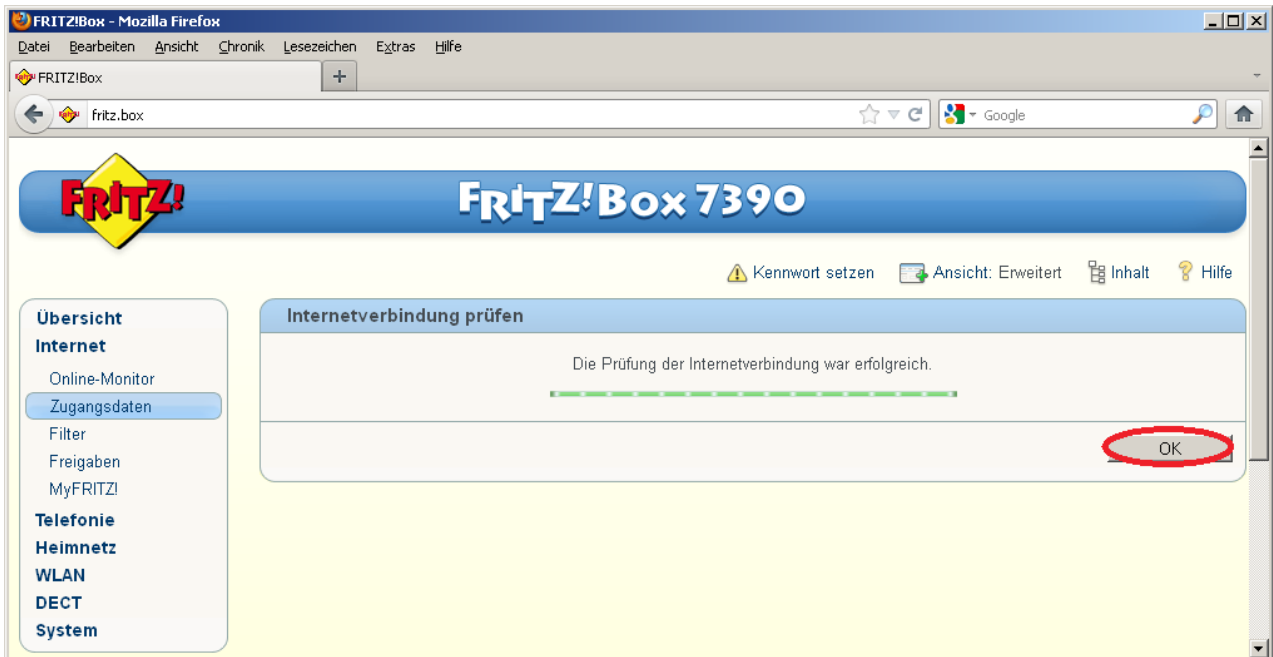 FRITZ!Box - Mozilla Firefox
Datei Bearbeiten Ansicht Chronik Lesezeichen Extras Hilfe
FRITZ!Box
fritz.box
Google
FRITZ!
FRITZ!Box 7390
Kennwort setzen Ansicht: Erweitert Inhalt Hilfe
Übersicht
Internet
Online-Monitor
Zugangsdaten
Filter
Freigaben
MyFRITZ!
Telefonie
Heimnetz
WLAN
DECT
System
Internetverbindung prüfen
Die Prüfung der Internetverbindung war erfolgreich.
OK